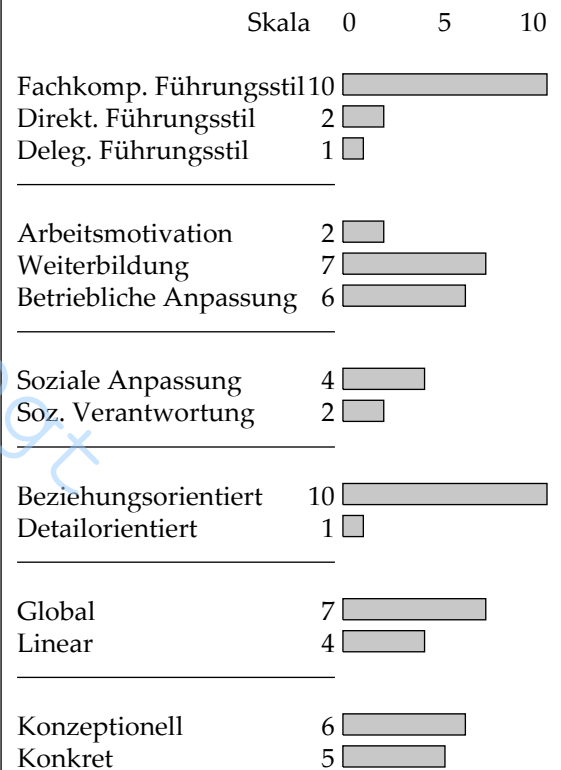 Skala 0 5 10
Fachkomp. Führungsstil 10
Direkt. Führungsstil 2
Deleg. Führungsstil 1
Arbeitsmotivation 2
Weiterbildung 7
Betriebliche Anpassung 6
Soziale Anpassung 4
Soz. Verantwortung 2
Beziehungsorientiert 10
Detailorientiert 1
Global 7
Linear 4
Konzeptionell 6
Konkret 5